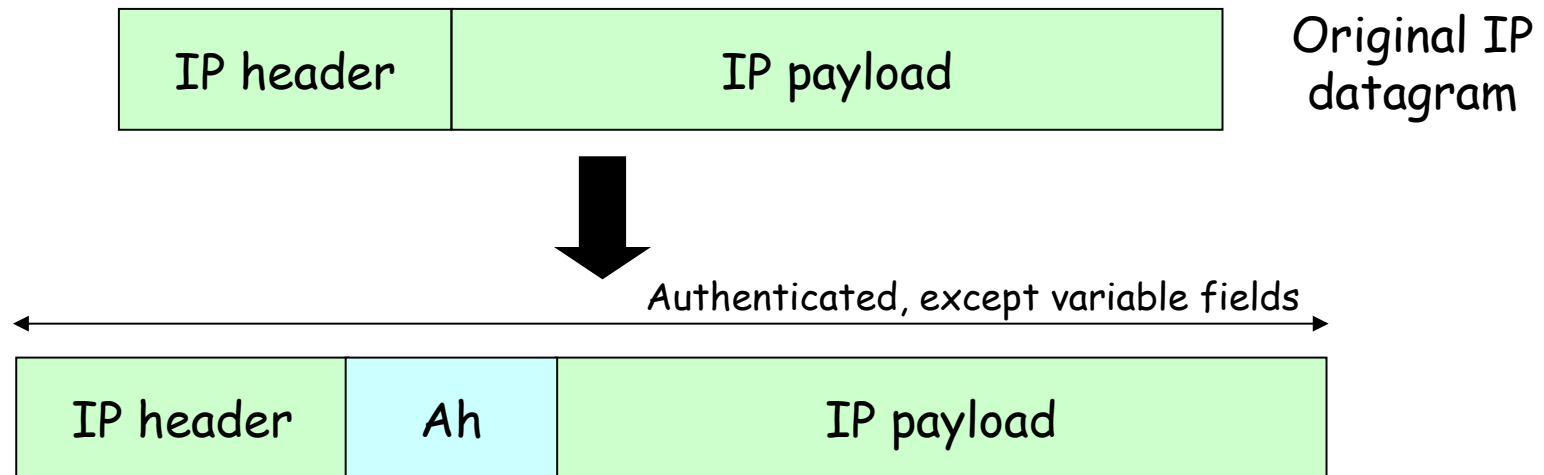 IP header
IP payload
Original IP
datagram
Authenticated, except variable fields
IP header
Ah
IP payload